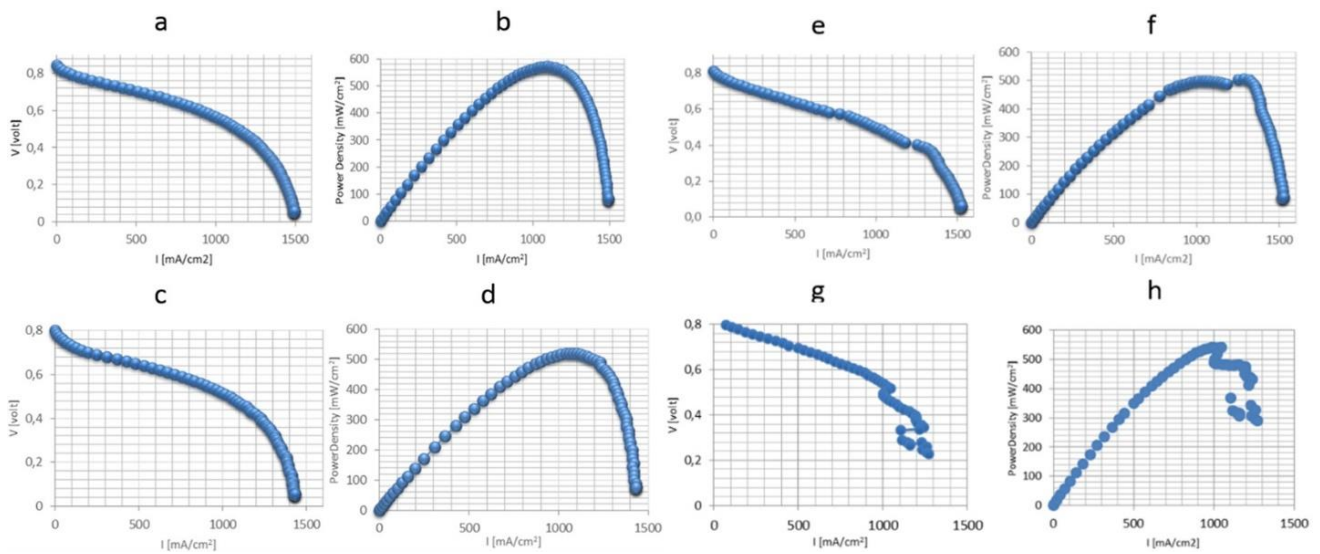 a
0,8
0,6
0,4
0,2
0
V [volt]
0 500 1000 1500
I [mA/cm2]
b
600
500
400
300
200
100
0
Power Density [mW/cm²]
0 500 1000 1500
I [mA/cm²]
e
0,8
0,6
0,4
0,2
0,0
V [volt]
500 1000 1500
I [mA/cm²]
f
600
500
400
300
200
100
0
PowerDensity [mW/cm²]
0 500 1000 1500
I [mA/cm2]
c
0,8
0,6
0,4
0,2
0
V [volt]
0 500 1000 1500
I [mA/cm²]
d
600
500
400
300
200
100
0
PowerDensity [mW/cm²]
0 500 1000 1500
I [mA/cm²]
g
0,8
0,6
0,4
0,2
0
V [volt]
0 500 1000 1500
I [mA/cm²]
h
600
500
400
300
200
100
0
PowerDensity [mW/cm²]
0 500 1000 1500
I [mA/cm2]